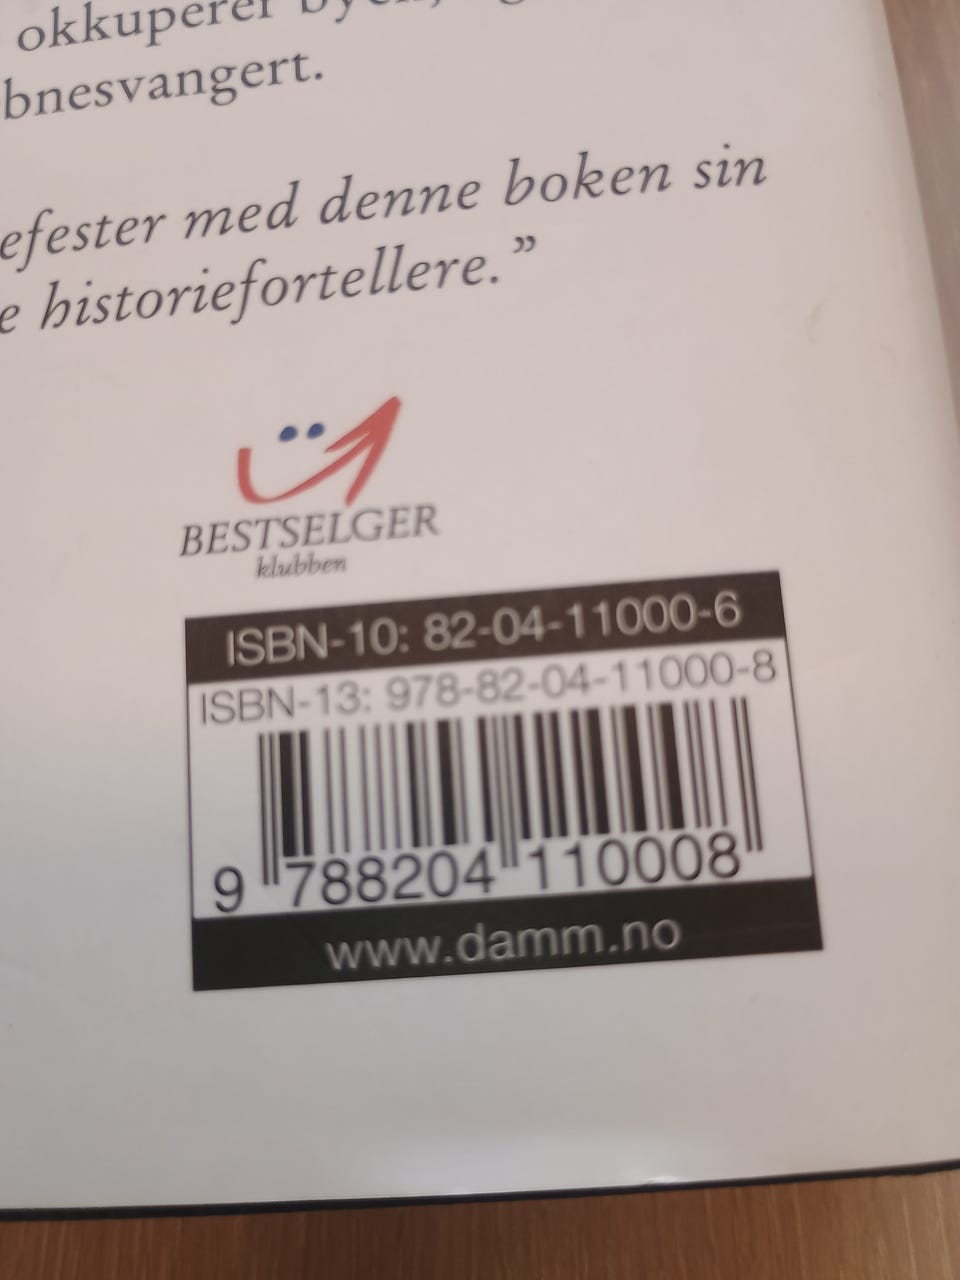 okkuperer byen,
bnesvangert.
efester med denne boken sin
e historiefortellere.”
BESTSELGER
klubben
ISBN-10: 82-04-11000-6
ISBN-13: 978-82-04-11000-8
9 788204 110008
www.damm.no